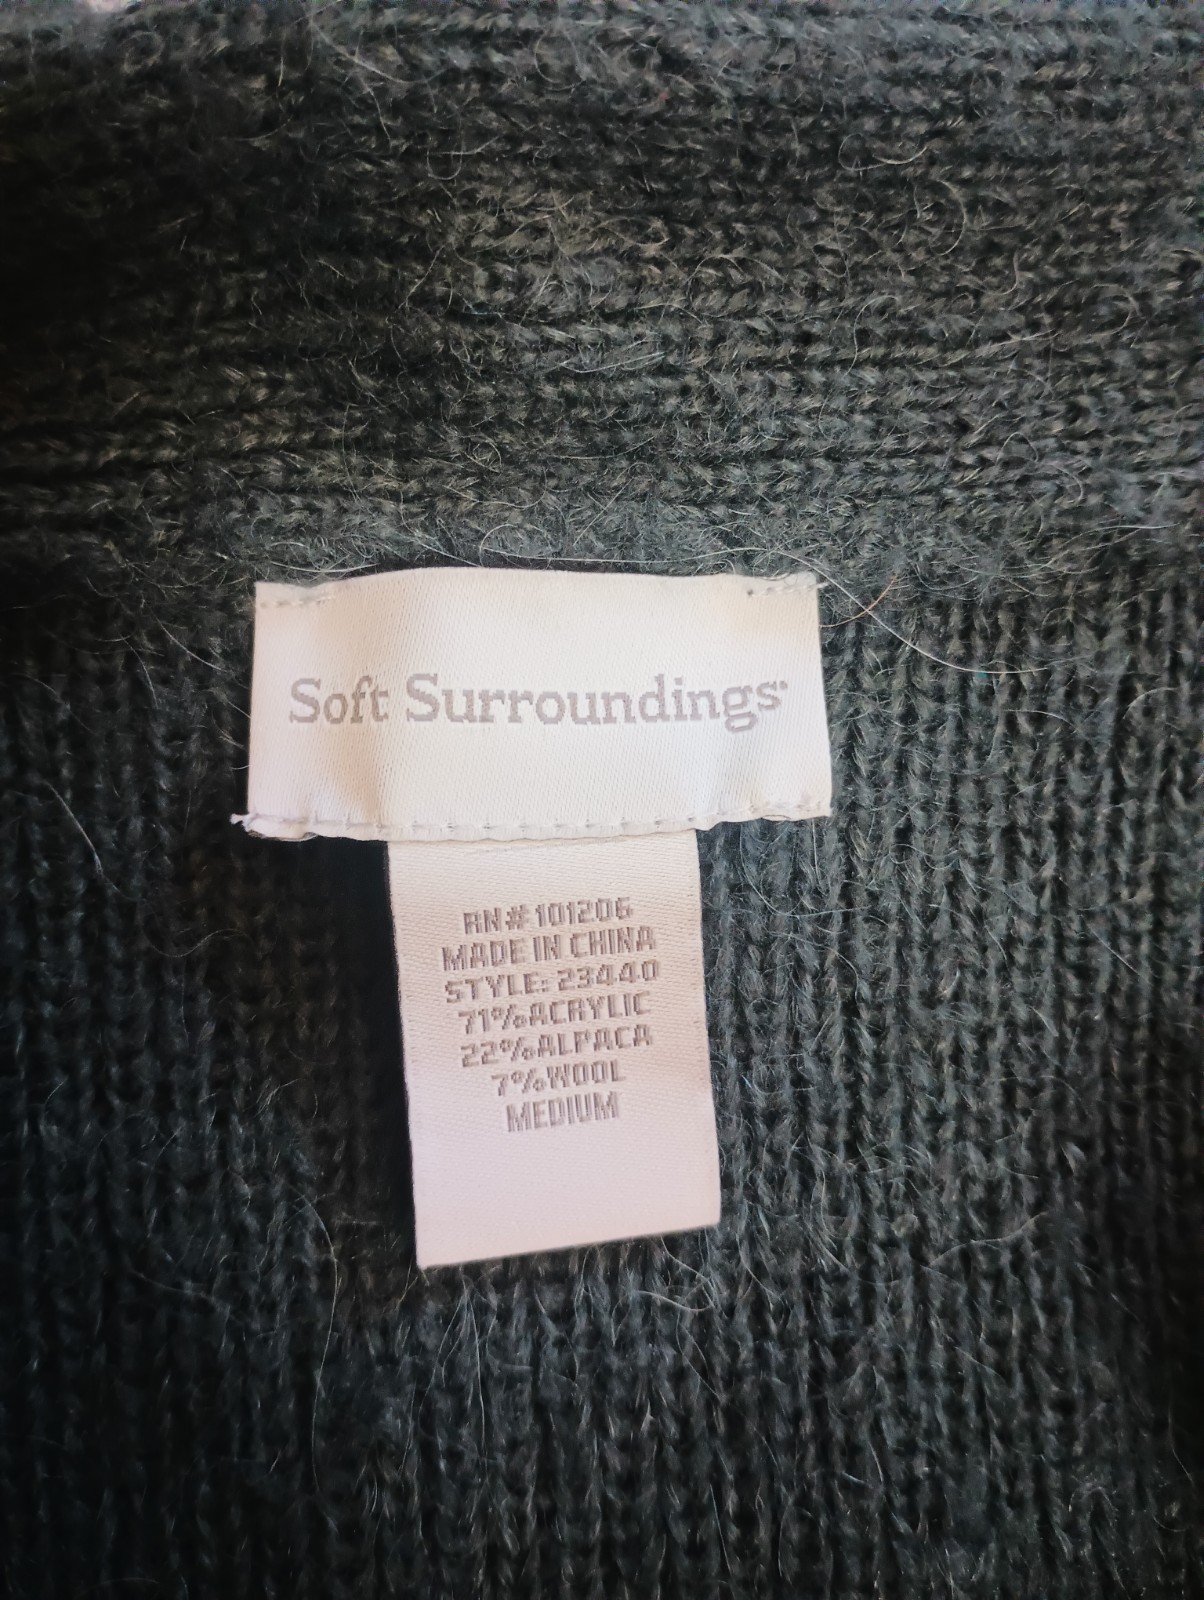 Soft Surroundings
RN# 101206
MADE IN CHINA
STYLE: 23440
71% ACRYLIC
22% ALPACA
7% WOOL
MEDIUM